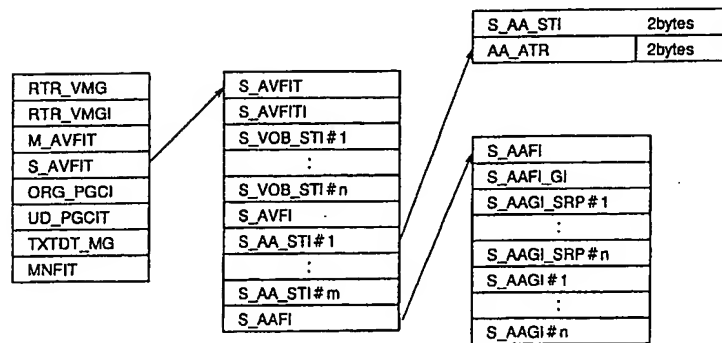 RTR_VMG
RTR_VMGI
M_AVFIT
S_AVFIT
ORG_PGCI
UD_PGCIT
TXTDT_MG
MNFIT
S_AVFIT
S_AVFITI
S_VOB_STI#1
:
S_VOB_STI#n
S_AVFI
S_AA_STI#1
:
S_AA_STI#m
S_AAFI
S_AA_STI 2bytes
AA_ATR 2bytes
S_AAFI
S_AAFI_GI
S_AAGI_SRP#1
:
S_AAGI_SRP#n
S_AAGI#1
:
S_AAGI#n